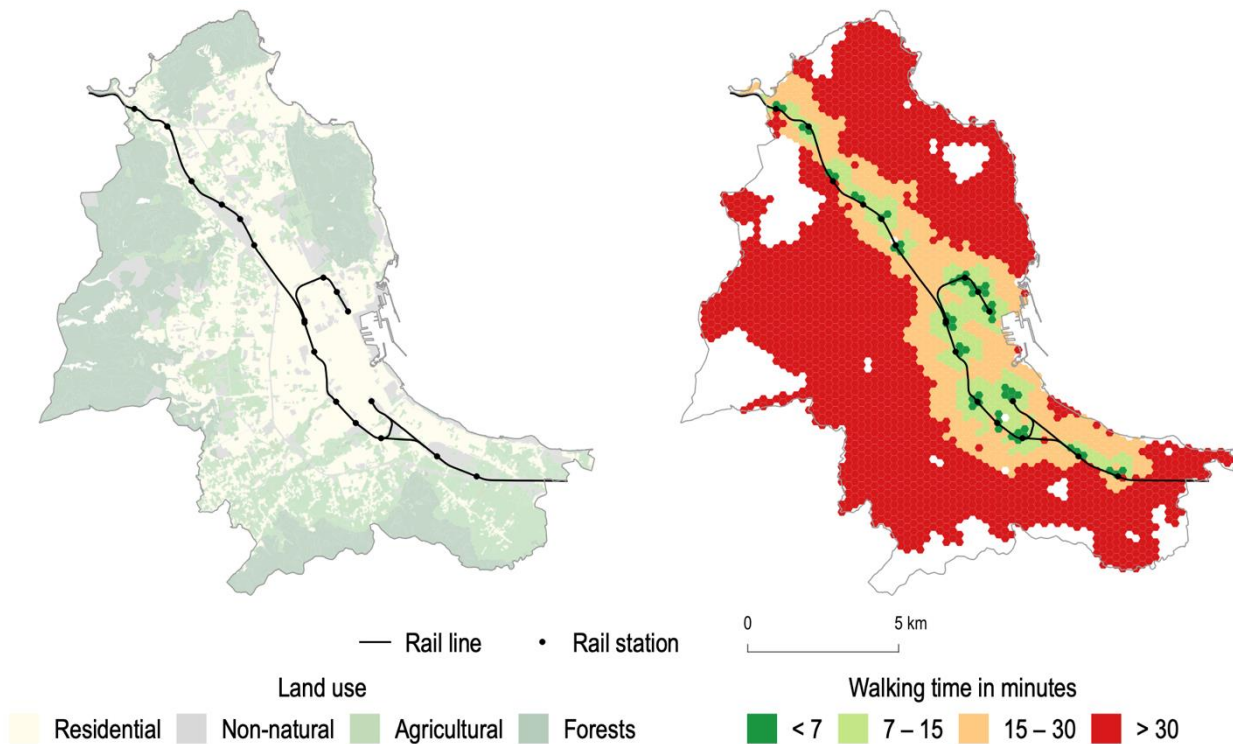 Rail line
Rail station
0
5 km
Land use
Walking time in minutes
Residential
Non-natural
Agricultural
Forests
< 7
7 – 15
15 – 30
> 30